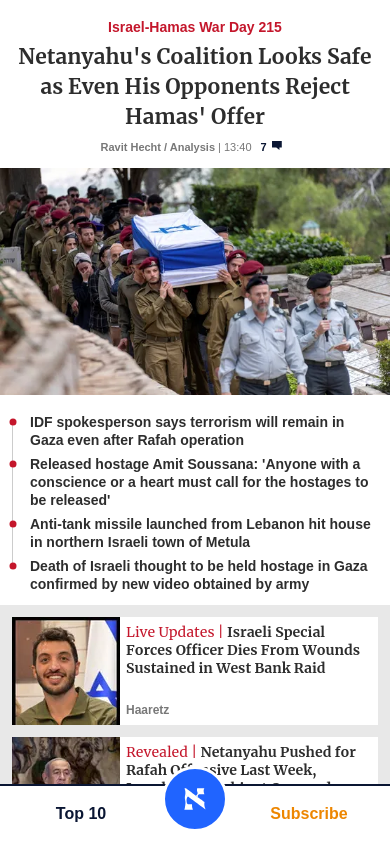 Israel-Hamas War Day 215
Netanyahu's Coalition Looks Safe
as Even His Opponents Reject
Hamas' Offer
Ravit Hecht / Analysis | 13:40 7
IDF spokesperson says terrorism will remain in
Gaza even after Rafah operation
Released hostage Amit Soussana: 'Anyone with a
conscience or a heart must call for the hostages to
be released'
Anti-tank missile launched from Lebanon hit house
in northern Israeli town of Metula
Death of Israeli thought to be held hostage in Gaza
confirmed by new video obtained by army
Live Updates | Israeli Special
Forces Officer Dies From Wounds
Sustained in West Bank Raid
Haaretz
Revealed | Netanyahu Pushed for
Rafah Offensive Last Week,
Top 10
Subscribe